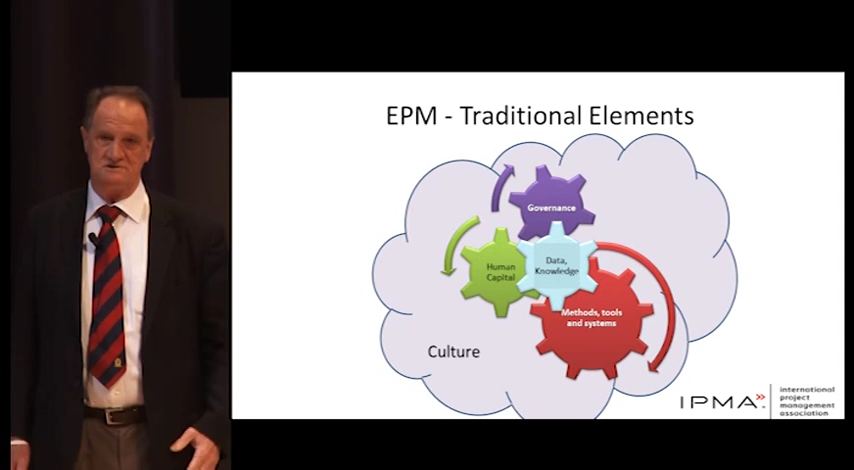 EPM - Traditional Elements
Governance
Human
Capital
Data,
Knowledge
Methods, tools
and systems
Culture
IPMA
international
project
management
association